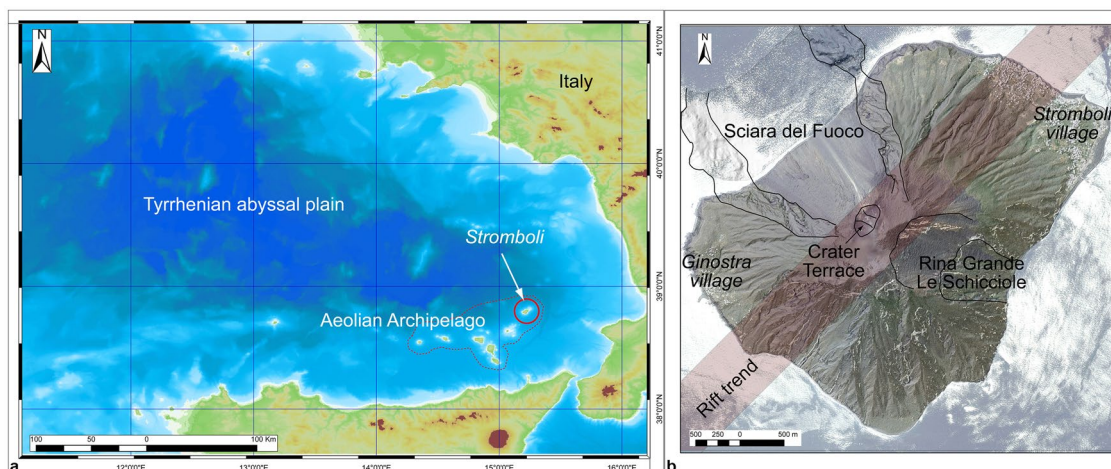 N
Italy
Tyrrhenian abyssal plain
Stromboli
Aeolian Archipelago
41°0'0"N
40°0'0"N
39°0'0"N
38°0'0"N
100 50 0 100 Km
12°0'0"E 13°0'0"E 14°0'0"E 15°0'0"E 16°0'0"E
a
N
Sciara del Fuoco
Stromboli
village
Ginostra
village
Crater
Terrace
Rina Grande
Le Schicciole
Rift trend
500 250 0 500 m
b